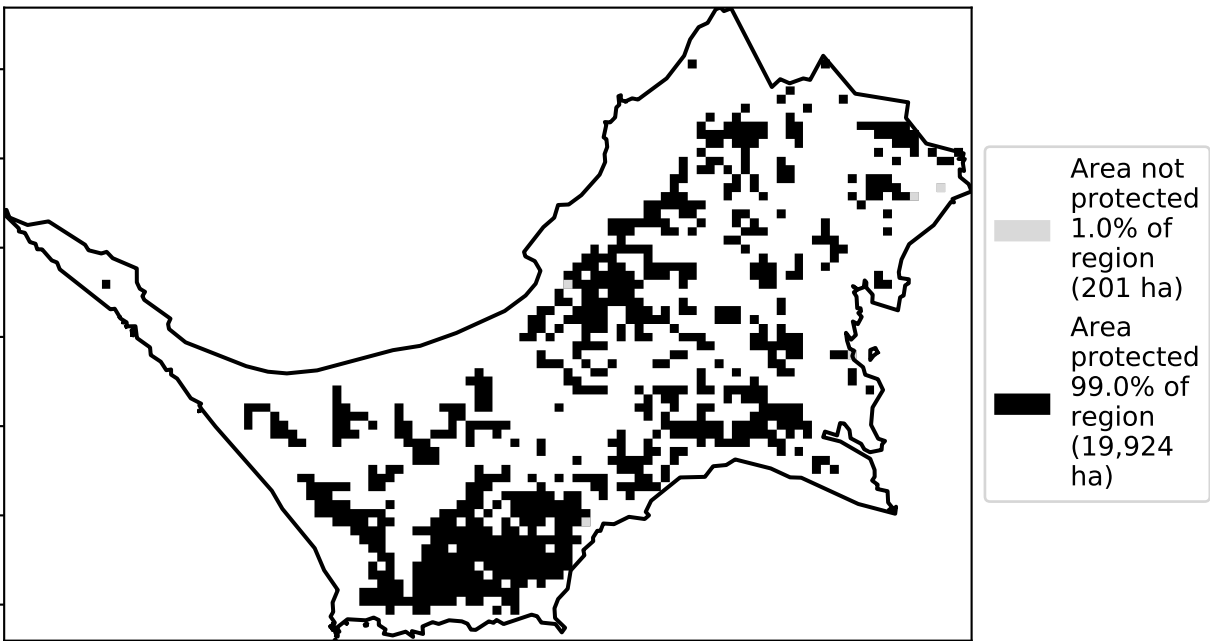 Area not
protected
1.0% of
region
(201 ha)
Area
protected
99.0% of
region
(19,924
ha)